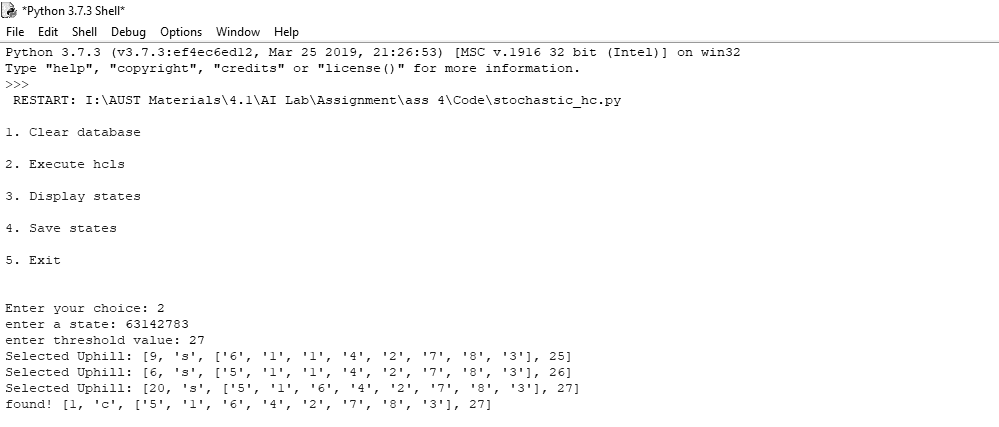 *Python 3.7.3 Shell*
File Edit Shell Debug Options Window Help
Python 3.7.3 (v3.7.3:ef4ec6ed12, Mar 25 2019, 21:26:53) [MSC v.1916 32 bit (Intel)] on win32
Type "help", "copyright", "credits" or "license()" for more information.
>>>
RESTART: I:\AUST Materials\4.1\AI Lab\Assignment\ass 4\Code\stochastic_hc.py
1. Clear database
2. Execute hcls
3. Display states
4. Save states
5. Exit
Enter your choice: 2
enter a state: 63142783
enter threshold value: 27
Selected Uphill: [9, 's', ['6', '1', '1', '4', '2', '7', '8', '3'], 25]
Selected Uphill: [6, 's', ['5', '1', '1', '4', '2', '7', '8', '3'], 26]
Selected Uphill: [20, 's', ['5', '1', '6', '4', '2', '7', '8', '3'], 27]
found! [1, 'c', ['5', '1', '6', '4', '2', '7', '8', '3'], 27]